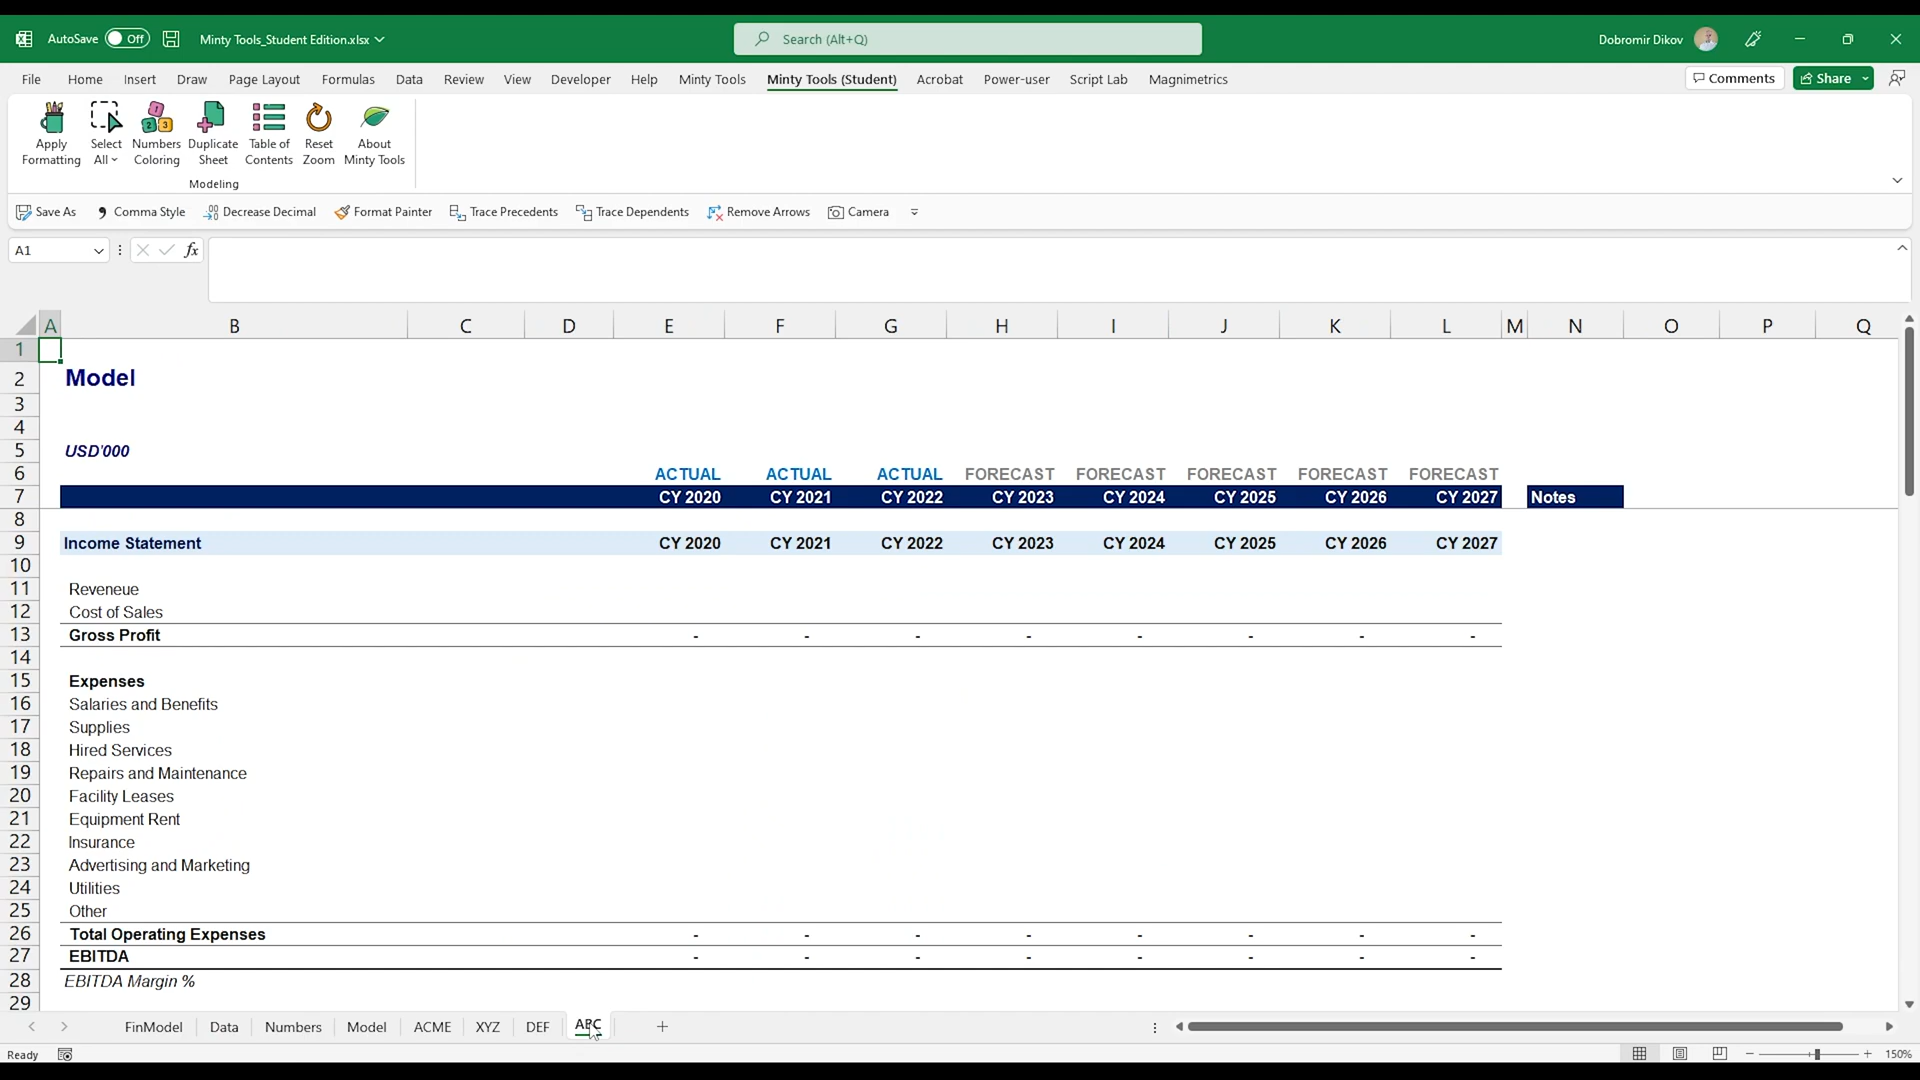 AutoSave Off Minty Tools_Student Edition.xlsx Search (Alt+Q) Dobromir Dikov
File Home Insert Draw Page Layout Formulas Data Review View Developer Help Minty Tools Minty Tools (Student) Acrobat Power-user Script Lab Magnimetrics Comments Share
Apply Formatting
Select All
Numbers Coloring
Duplicate Sheet
Table of Contents
Reset Zoom
About Minty Tools
Modeling
Save As Comma Style Decrease Decimal Format Painter Trace Precedents Trace Dependents Remove Arrows Camera
A1 fx
A B C D E F G H I J K L M N O P Q
1
2 Model
3
4
5 USD'000
6 ACTUAL ACTUAL ACTUAL FORECAST FORECAST FORECAST FORECAST FORECAST
7 CY 2020 CY 2021 CY 2022 CY 2023 CY 2024 CY 2025 CY 2026 CY 2027 Notes
8
9 Income Statement CY 2020 CY 2021 CY 2022 CY 2023 CY 2024 CY 2025 CY 2026 CY 2027
10
11 Reveneue
12 Cost of Sales
13 Gross Profit - - - - - - - -
14
15 Expenses
16 Salaries and Benefits
17 Supplies
18 Hired Services
19 Repairs and Maintenance
20 Facility Leases
21 Equipment Rent
22 Insurance
23 Advertising and Marketing
24 Utilities
25 Other
26 Total Operating Expenses - - - - - - - -
27 EBITDA - - - - - - - -
28 EBITDA Margin %
29
FinModel Data Numbers Model ACME XYZ DEF ABC
Ready 150%